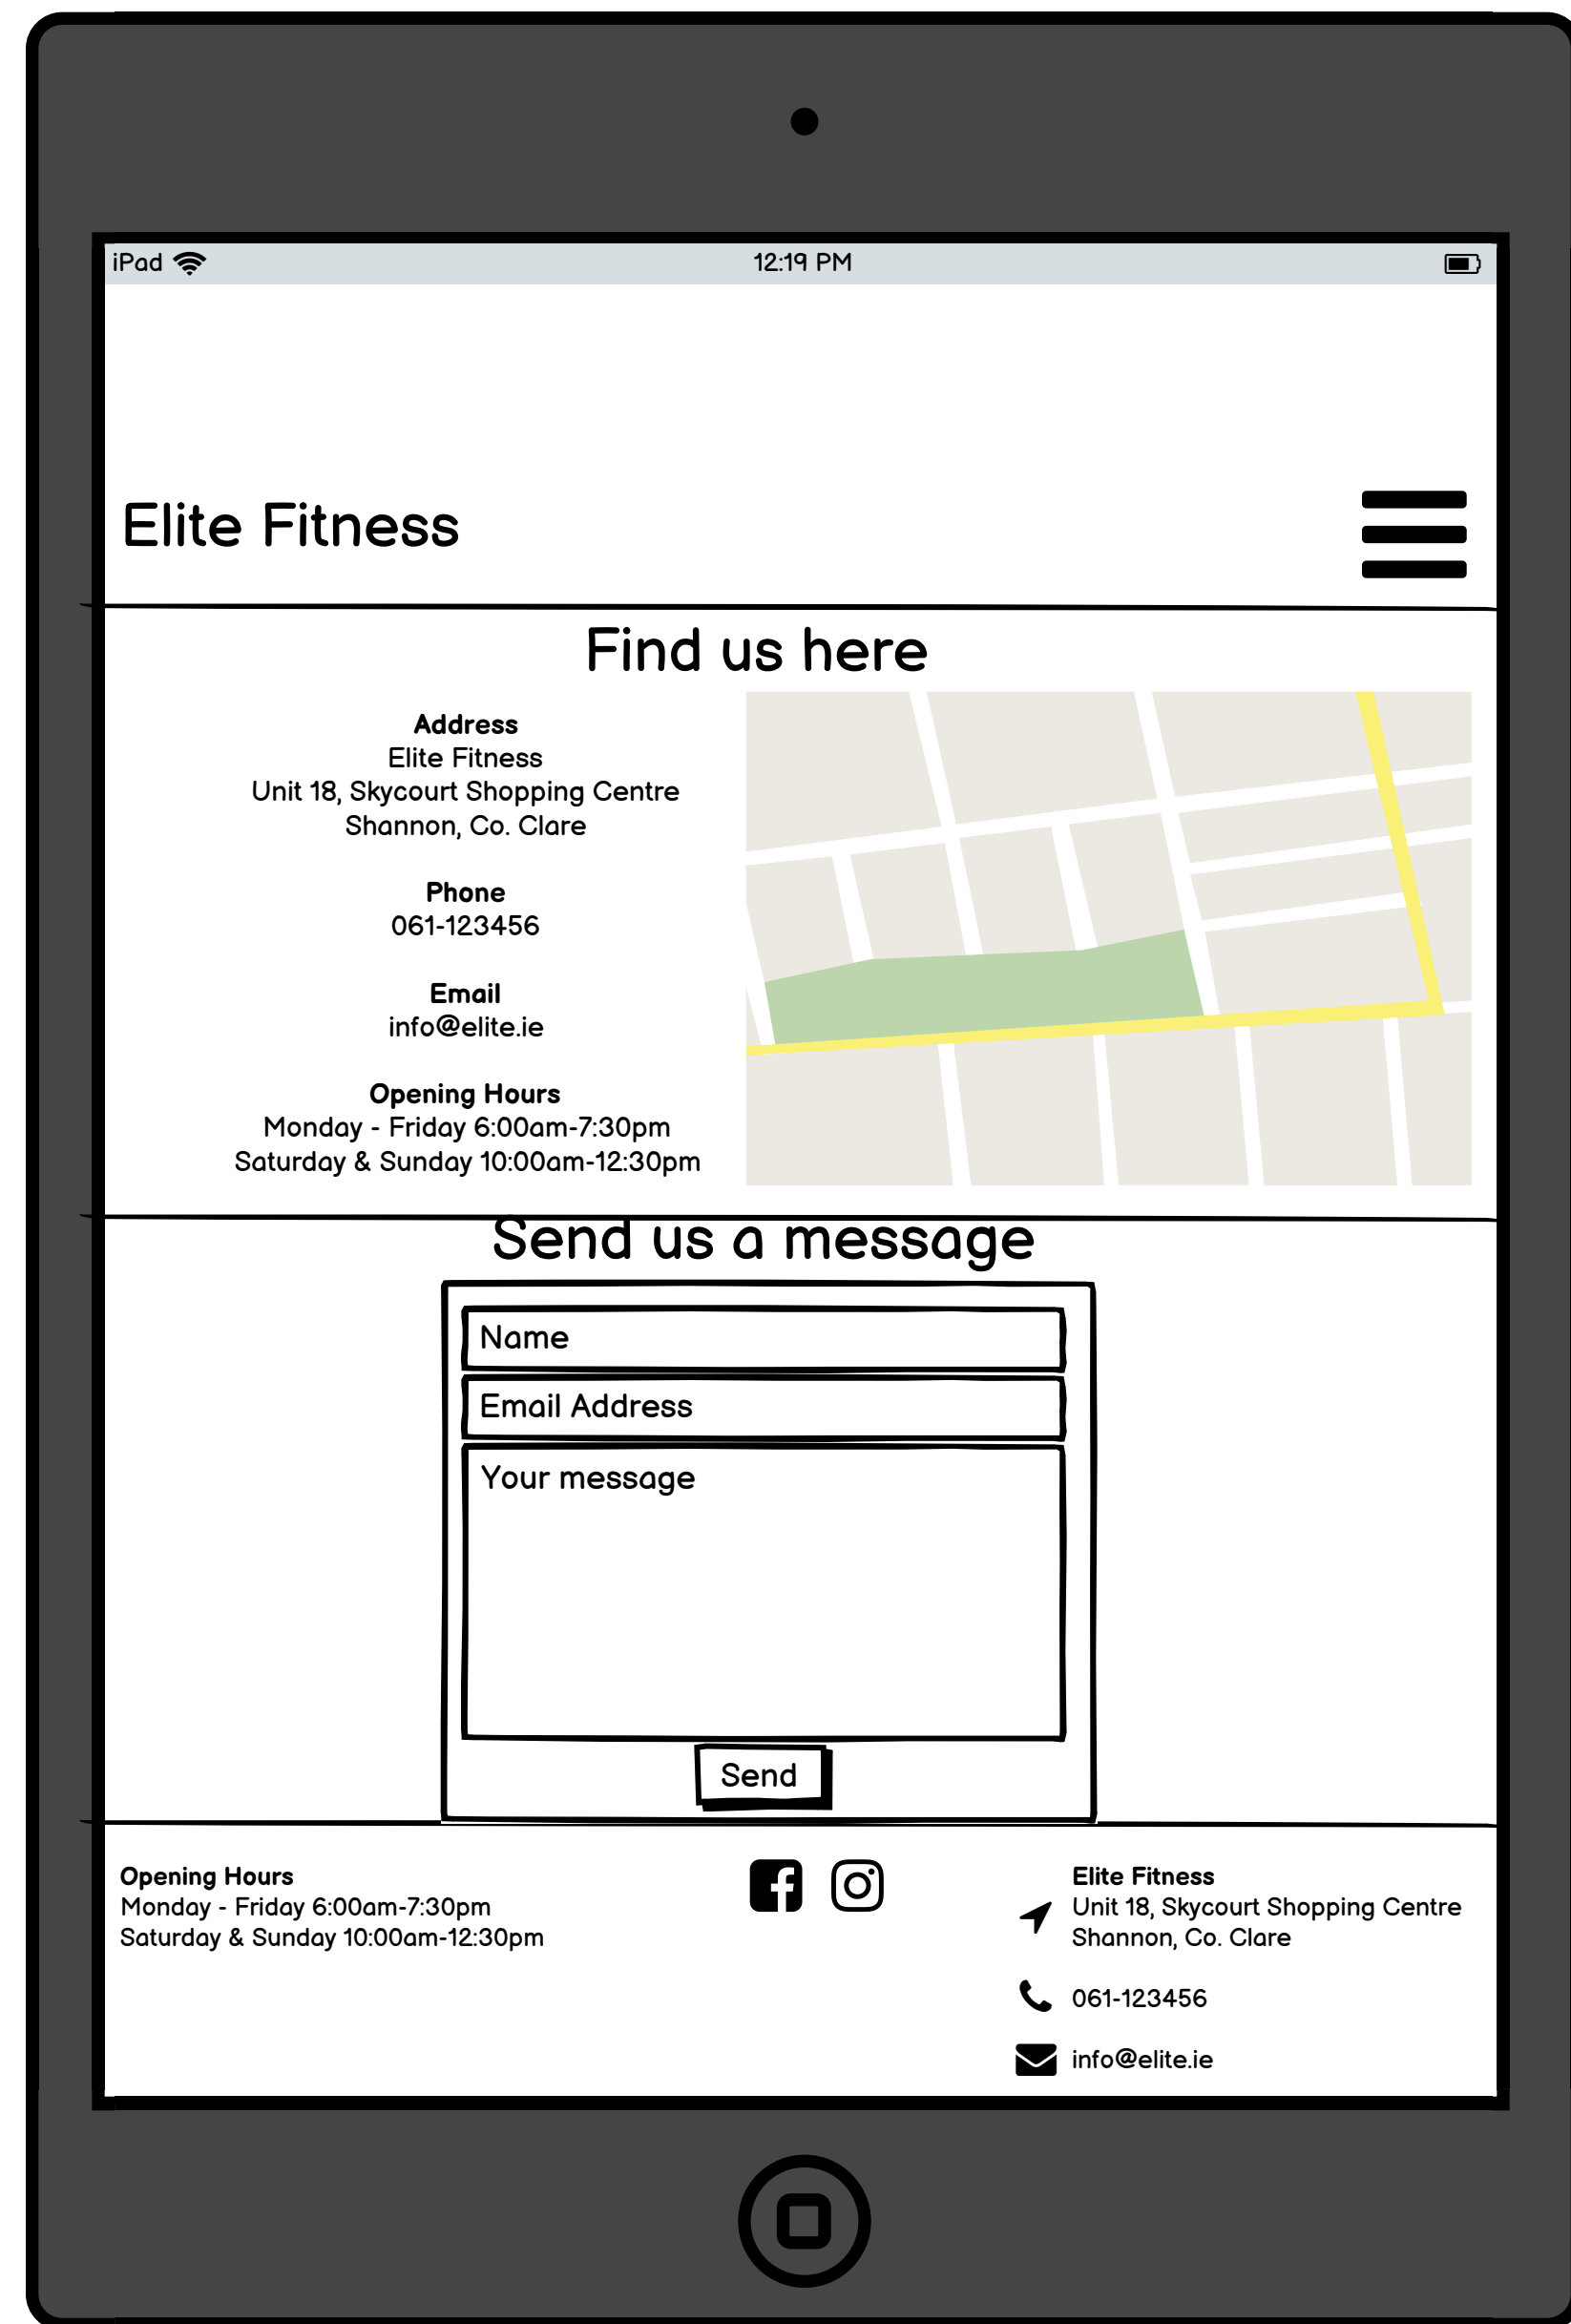 iPad
12:19 PM
Elite Fitness
Find us here
Address
Elite Fitness
Unit 18, Skycourt Shopping Centre
Shannon, Co. Clare
Phone
061-123456
Email
info@elite.ie
Opening Hours
Monday - Friday 6:00am-7:30pm
Saturday & Sunday 10:00am-12:30pm
Send us a message
Name
Email Address
Your message
Send
Opening Hours
Monday - Friday 6:00am-7:30pm
Saturday & Sunday 10:00am-12:30pm
Elite Fitness
Unit 18, Skycourt Shopping Centre
Shannon, Co. Clare
061-123456
info@elite.ie